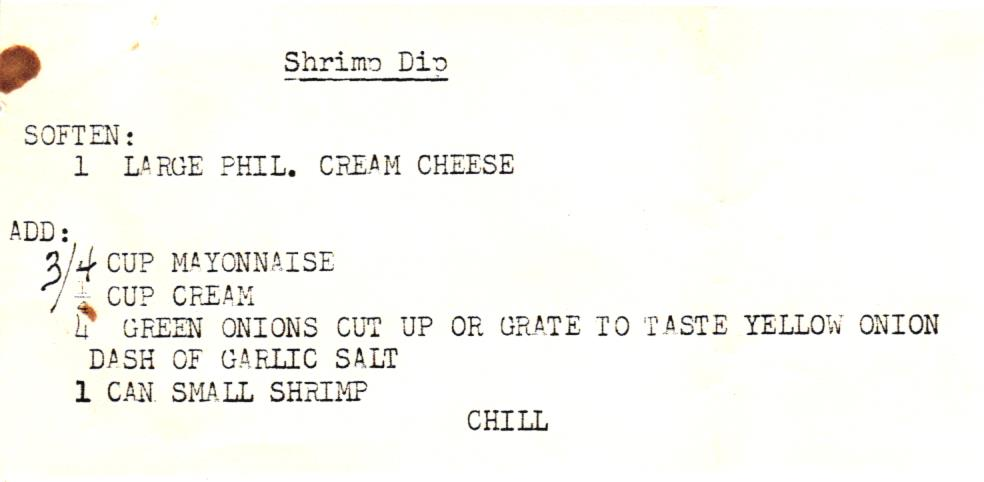 Shrimp Dip
SOFTEN:
1 LARGE PHIL. CREAM CHEESE
ADD:
3/4 CUP MAYONNAISE
CUP CREAM
4 GREEN ONIONS CUT UP OR GRATE TO TASTE YELLOW ONION
DASH OF GARLIC SALT
1 CAN SMALL SHRIMP
CHILL